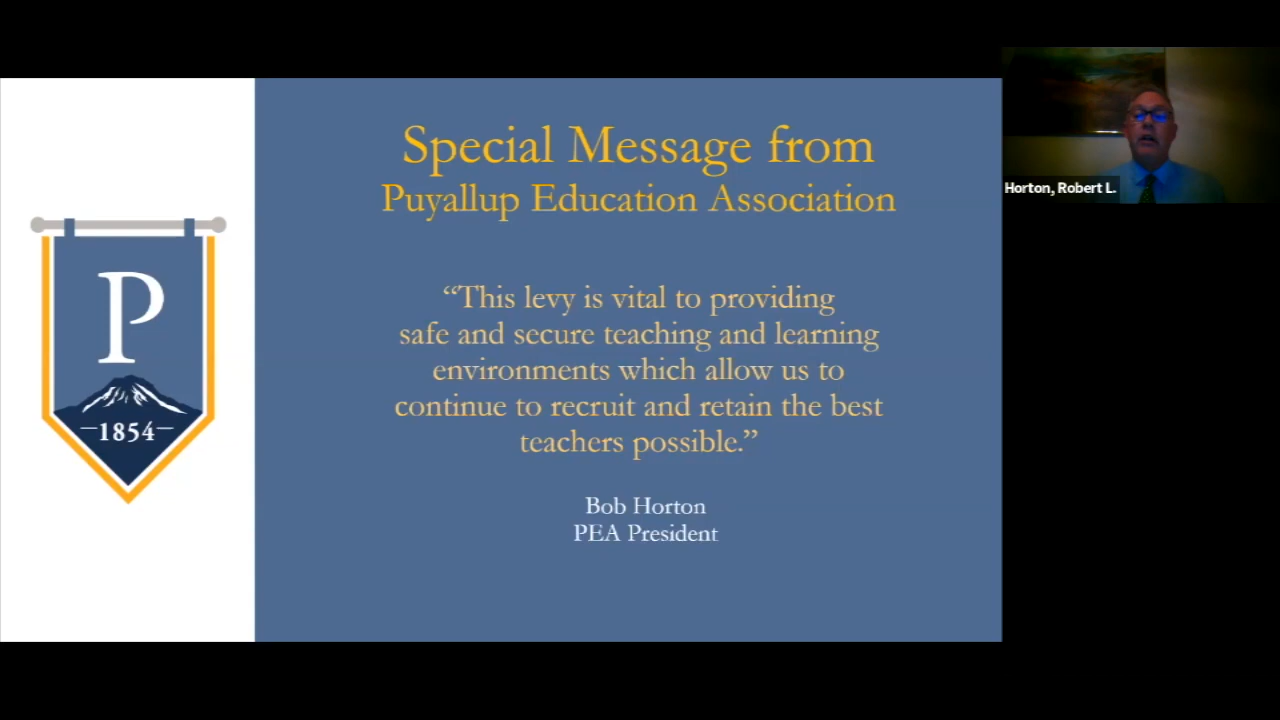 Special Message from
Puyallup Education Association
“This levy is vital to providing
safe and secure teaching and learning
environments which allow us to
continue to recruit and retain the best
teachers possible.”
Bob Horton
PEA President
P
1854
Horton, Robert L.